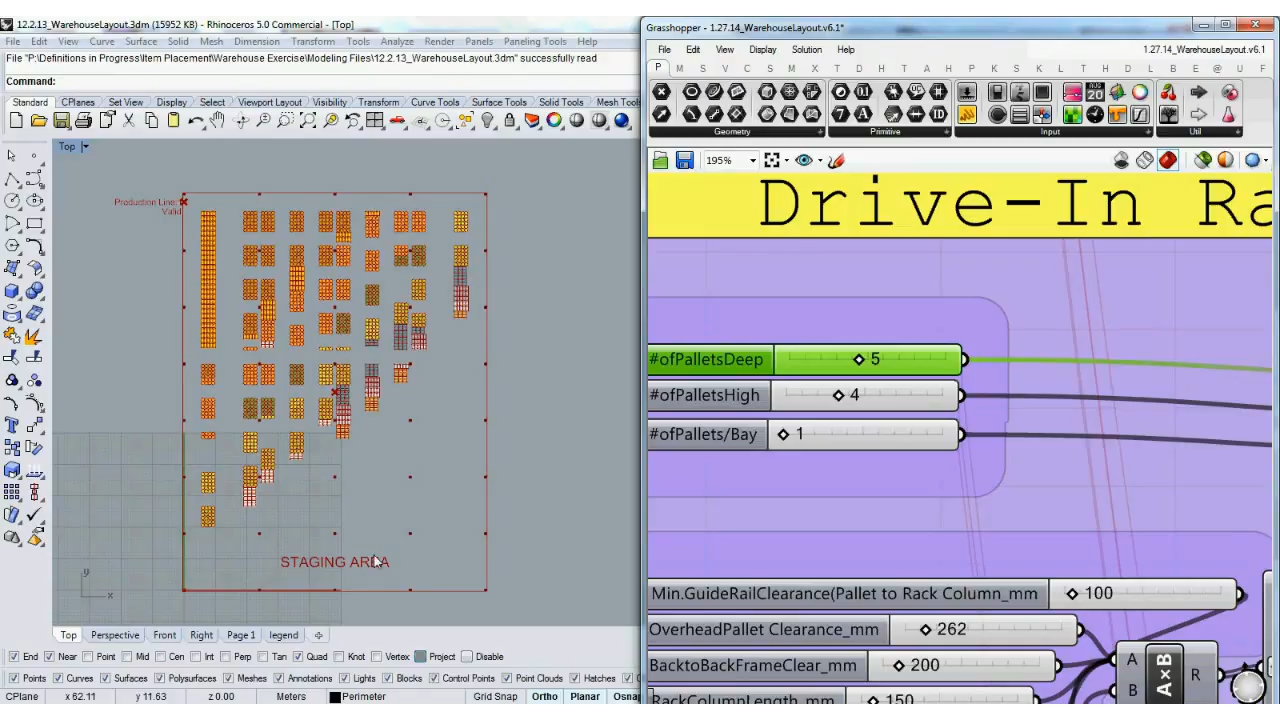 12.2.13_WarehouseLayout.3dm (15952 KB) - Rhinoceros 5.0 Commercial - [Top]
File Edit View Curve Surface Solid Mesh Dimension Transform Tools Analyze Render Panels Paneling Tools Help
File "P:\Definitions in Progress\Item Placement\Warehouse Exercise\Modeling Files\12.2.13_WarehouseLayout.3dm" successfully read
Command:
Standard CPlanes Set View Display Select Viewport Layout Visibility Transform Curve Tools Surface Tools Solid Tools Mesh Tools
Top
Production Line:
Valid
STAGING AREA
y
x
Top Perspective Front Right Page 1 legend
End Near Point Mid Cen Int Perp Tan Quad Knot Vertex Project Disable
Points Curves Surfaces Polysurfaces Meshes Annotations Lights Blocks Control Points Point Clouds Hatches
CPlane x 62.11 y 11.63 z 0.00 Meters Perimeter Grid Snap Ortho Planar Osnap
Grasshopper - 1.27.14_WarehouseLayout.v6.1*
File Edit View Display Solution Help 1.27.14_WarehouseLayout.v6.1
P M S V C S M X T D H T A H P C K S K L T H D L B E @ U F
Geometry Primitive Input Util
195%
Drive-In Ra
#ofPalletsDeep 5
#ofPalletsHigh 4
#ofPallets/Bay 1
Min.GuideRailClearance(Pallet to Rack Column_mm 100
OverheadPallet Clearance_mm 262
BacktoBackFrameClear_mm 200
RackColumnLength_mm 150
A
B
A×B
R